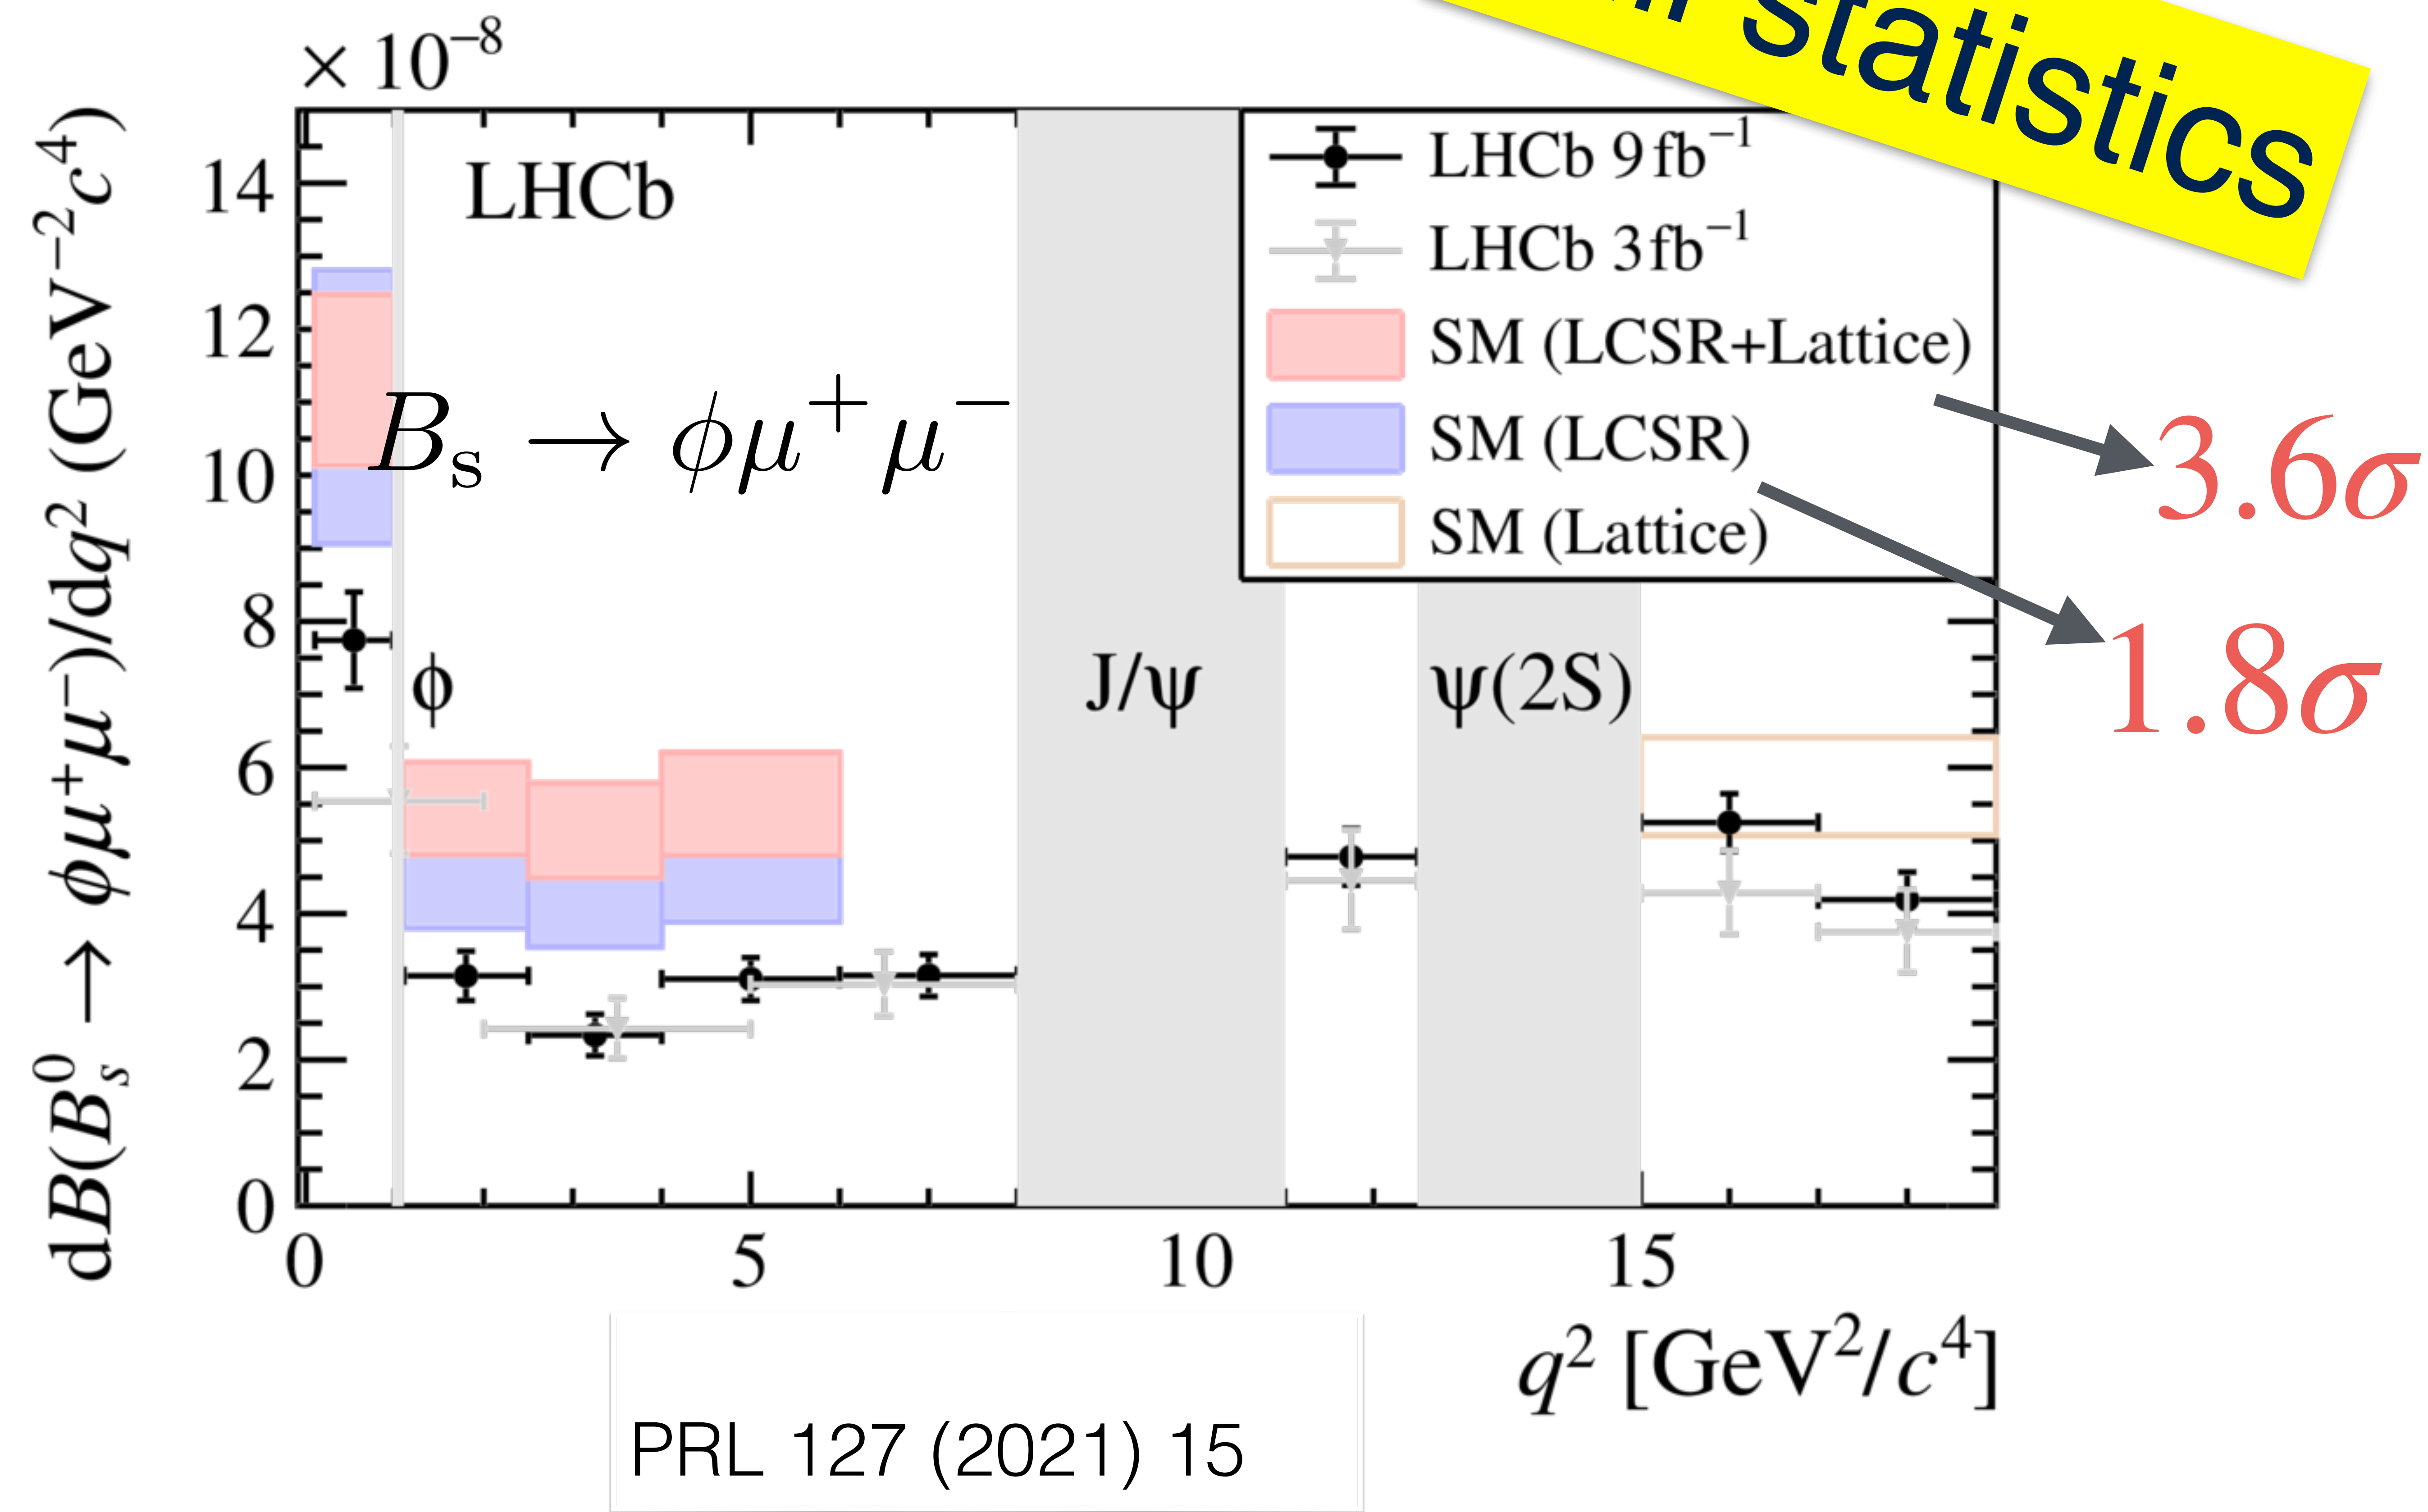 statistics
× 10⁻⁸
dB(B⁰ₛ → ϕμ⁺μ⁻)/dq² (GeV⁻²c⁴)
14
12
10
8
6
4
2
0
LHCb
Bₛ → ϕμ⁺μ⁻
ϕ
J/ψ
ψ(2S)
LHCb 9 fb⁻¹
LHCb 3 fb⁻¹
SM (LCSR+Lattice)
SM (LCSR)
SM (Lattice)
3.6σ
1.8σ
0
5
10
15
q² [GeV²/c⁴]
PRL 127 (2021) 15